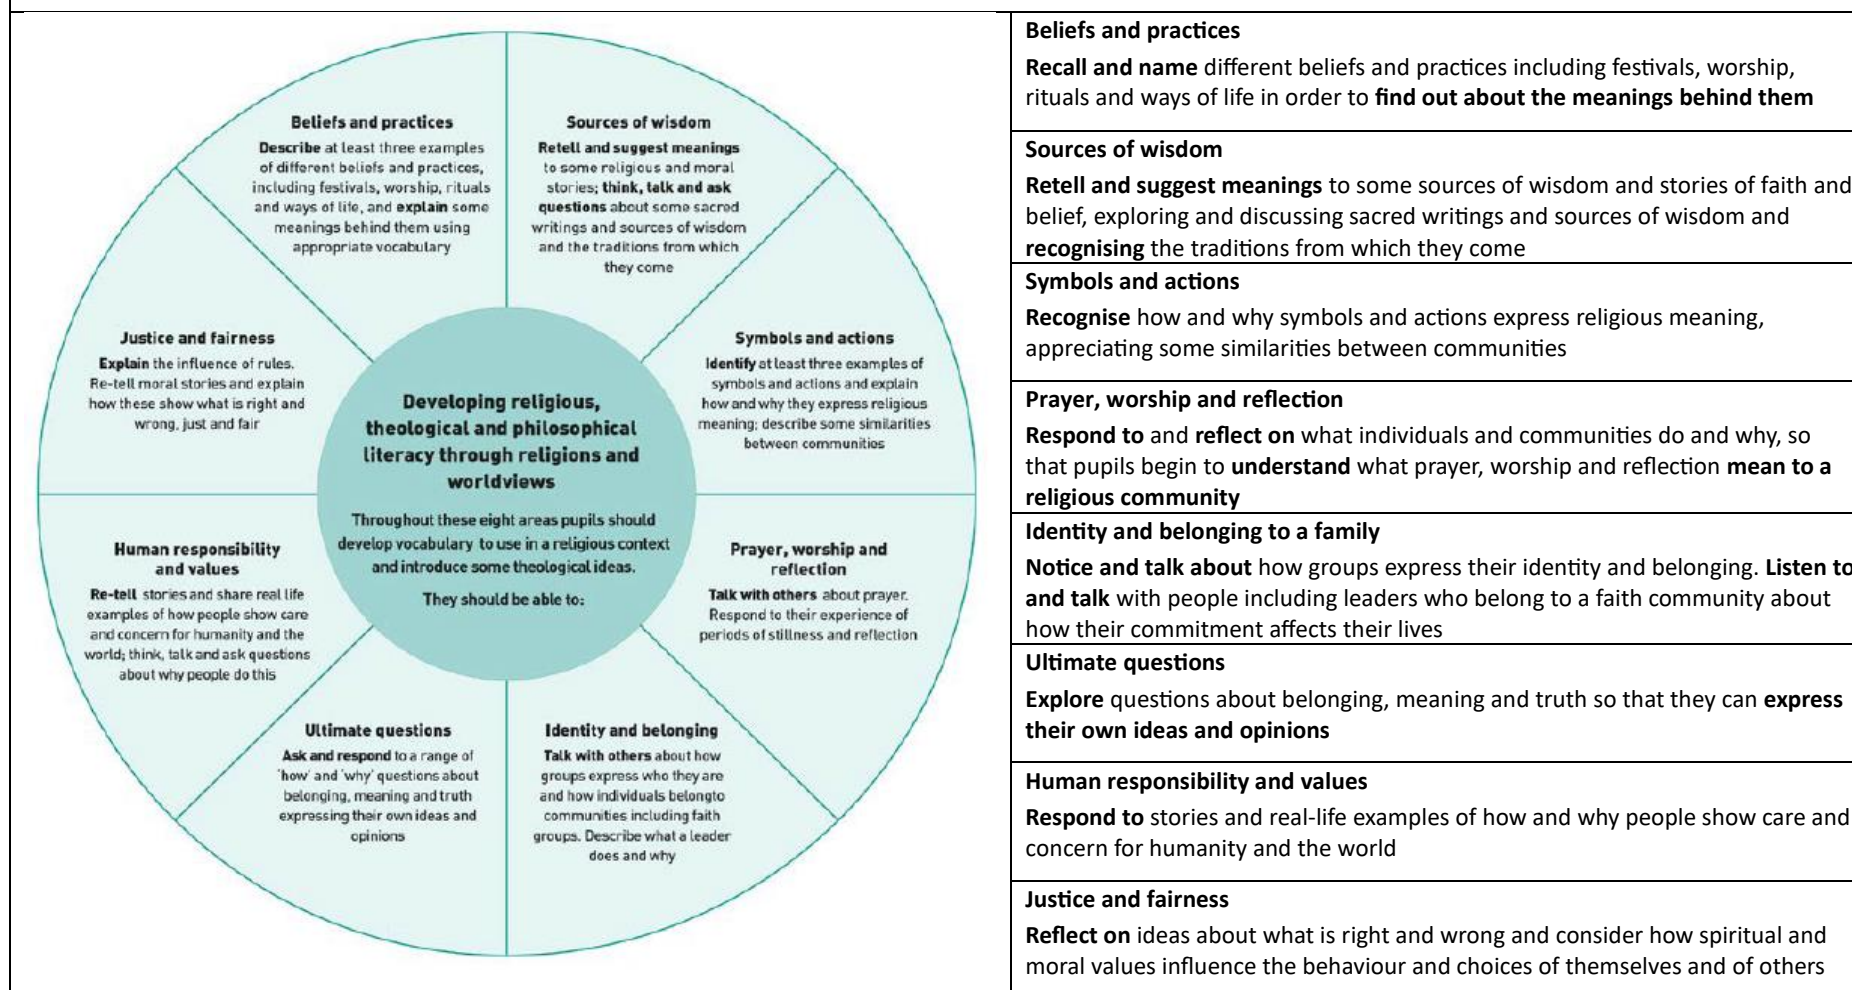 Beliefs and practices
Describe at least three examples
of different beliefs and practices,
including festivals, worship, rituals
and ways of life, and explain some
meanings behind them using
appropriate vocabulary
Sources of wisdom
Retell and suggest meanings
to some religious and moral
stories; think, talk and ask
questions about some sacred
writings and sources of wisdom
and the traditions from which
they come
Symbols and actions
Identify at least three examples of
symbols and actions and explain
how and why they express religious
meaning; describe some similarities
between communities
Prayer, worship and
reflection
Talk with others about prayer.
Respond to their experience of
periods of stillness and reflection
Identity and belonging
Talk with others about how
groups express who they are
and how individuals belongto
communities including faith
groups. Describe what a leader
does and why
Ultimate questions
Ask and respond to a range of
'how' and 'why' questions about
belonging, meaning and truth
expressing their own ideas and
opinions
Human responsibility
and values
Re-tell stories and share real life
examples of how people show care
and concern for humanity and the
world; think, talk and ask questions
about why people do this
Justice and fairness
Explain the influence of rules.
Re-tell moral stories and explain
how these show what is right and
wrong, just and fair
Developing religious,
theological and philosophical
literacy through religions and
worldviews
Throughout these eight areas pupils should
develop vocabulary to use in a religious context
and introduce some theological ideas.
They should be able to:
Beliefs and practices
Recall and name different beliefs and practices including festivals, worship,
rituals and ways of life in order to find out about the meanings behind them
Sources of wisdom
Retell and suggest meanings to some sources of wisdom and stories of faith and
belief, exploring and discussing sacred writings and sources of wisdom and
recognising the traditions from which they come
Symbols and actions
Recognise how and why symbols and actions express religious meaning,
appreciating some similarities between communities
Prayer, worship and reflection
Respond to and reflect on what individuals and communities do and why, so
that pupils begin to understand what prayer, worship and reflection mean to a
religious community
Identity and belonging to a family
Notice and talk about how groups express their identity and belonging. Listen to
and talk with people including leaders who belong to a faith community about
how their commitment affects their lives
Ultimate questions
Explore questions about belonging, meaning and truth so that they can express
their own ideas and opinions
Human responsibility and values
Respond to stories and real-life examples of how and why people show care and
concern for humanity and the world
Justice and fairness
Reflect on ideas about what is right and wrong and consider how spiritual and
moral values influence the behaviour and choices of themselves and of others